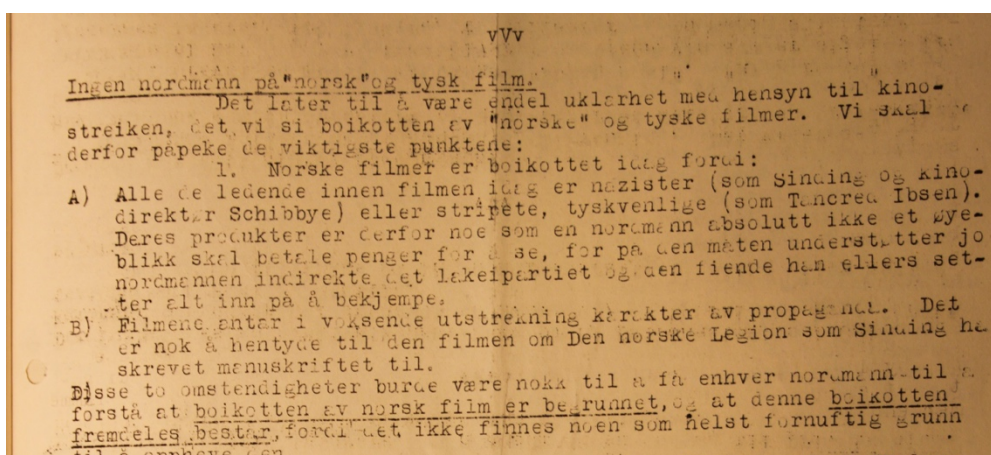 vVv
Ingen nordmann på "norsk" og tysk film.
Det later til å være endel uklarhet med hensyn til kino-
streiken, det vi si boikotten av "norske" og tyske filmer. Vi skal
derfor påpeke de viktigste punktene:
1. Norske filmer er boikottet idag fordi:
A) Alle de ledende innen filmen idag er nazister (som Sinding og kino-
direktør Schibbye) eller stripete, tyskvenlige (som Tancred Ibsen).
Deres produkter er derfor noe som en nordmann absolutt ikke et øye-
blikk skal betale penger for å se, for på den måten understøtter jo
nordmannen indirekte det lakeipartiet og den fiende han ellers set-
ter alt inn på å bekjempe.
B) Filmene antar i voksende utstrekning karakter av propaganda. Det
er nok å hentyde til den filmen om Den norske Legion som Sinding ha
skrevet manuskriftet til.
Disse to omstendigheter burde være nokk til å få enhver nordmann til å
forstå at boikotten av norsk film er begrunnet, og at denne boikotten
fremdeles består, fordi det ikke finnes noen som helst fornuftig grunn
til å oppheve den